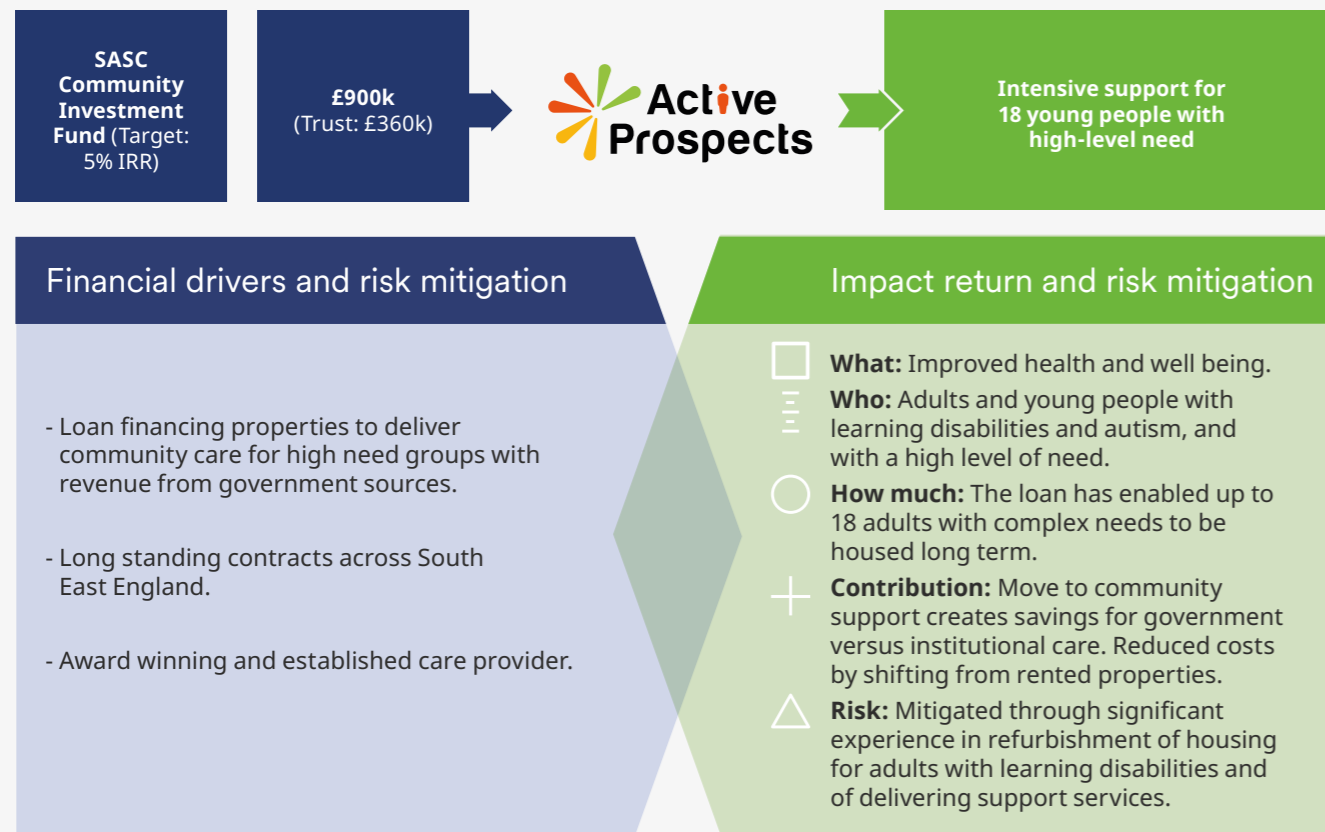 SASC
Community
Investment
Fund (Target:
5% IRR)
£900k
(Trust: £360k)
Active
Prospects
Intensive support for
18 young people with
high-level need
Financial drivers and risk mitigation
- Loan financing properties to deliver
community care for high need groups with
revenue from government sources.
- Long standing contracts across South
East England.
- Award winning and established care provider.
Impact return and risk mitigation
What: Improved health and well being.
Who: Adults and young people with
learning disabilities and autism, and
with a high level of need.
How much: The loan has enabled up to
18 adults with complex needs to be
housed long term.
Contribution: Move to community
support creates savings for government
versus institutional care. Reduced costs
by shifting from rented properties.
Risk: Mitigated through significant
experience in refurbishment of housing
for adults with learning disabilities and
of delivering support services.